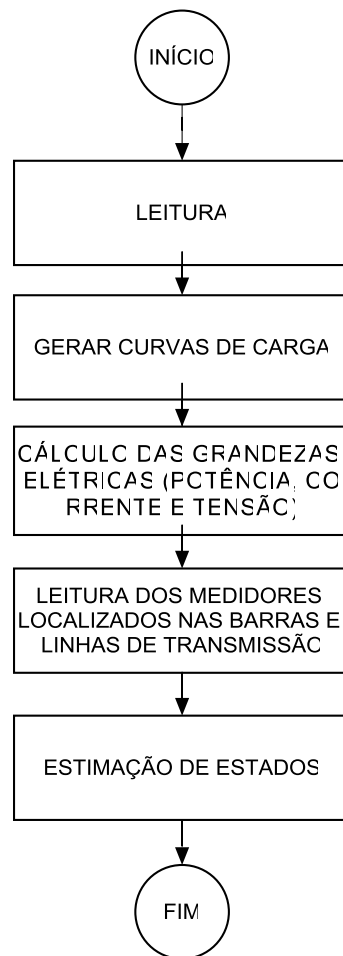 INÍCIO
LEITURA
GERAR CURVAS DE CARGA
CÁLCULO DAS GRANDEZAS
ELÉTRICAS (POTÊNCIA, CO
RRENTE E TENSÃO)
LEITURA DOS MEDIDORES
LOCALIZADOS NAS BARRAS E
LINHAS DE TRANSMISSÃO
ESTIMAÇÃO DE ESTADOS
FIM